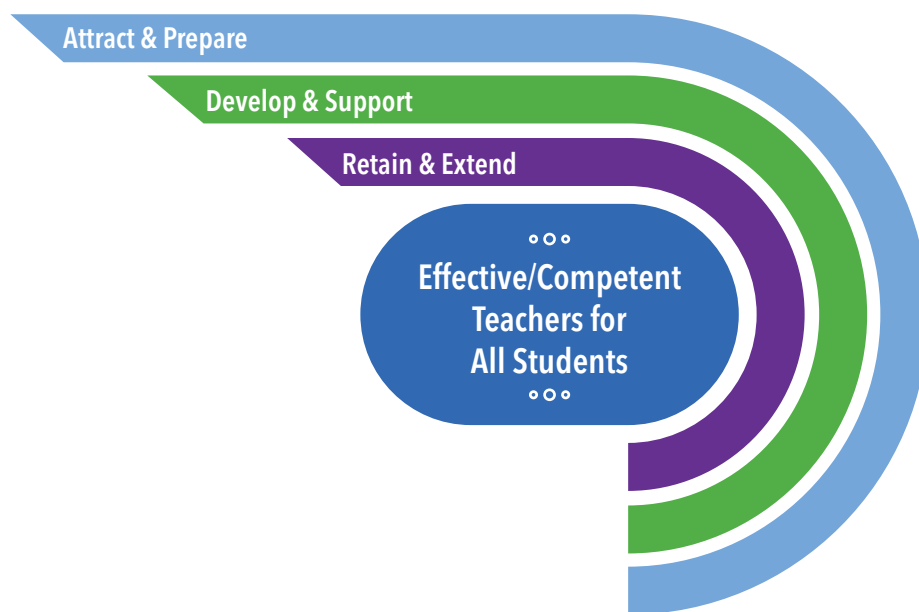 Attract & Prepare
Develop & Support
Retain & Extend
Effective/Competent
Teachers for
All Students